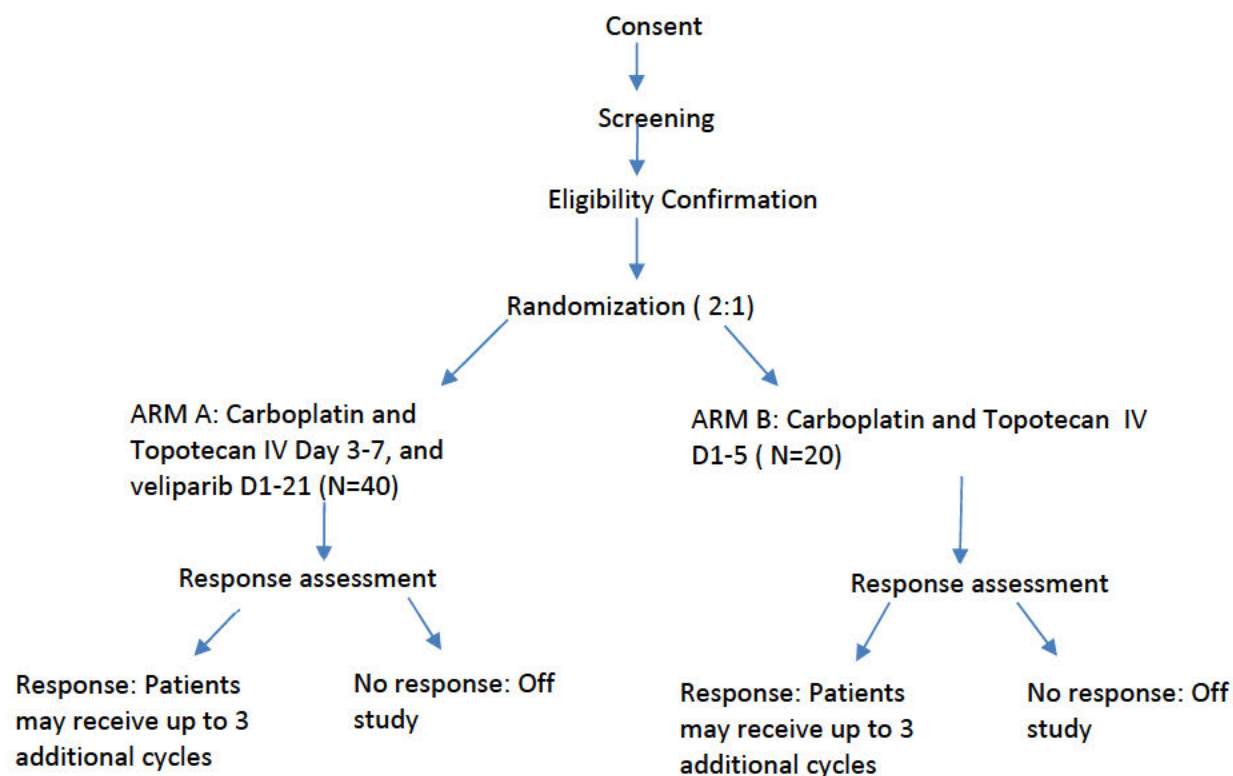 Consent
Screening
Eligibility Confirmation
Randomization ( 2:1)
ARM A: Carboplatin and
Topotecan IV Day 3-7, and
veliparib D1-21 (N=40)
ARM B: Carboplatin and Topotecan IV
D1-5 ( N=20)
Response assessment
Response assessment
Response: Patients
may receive up to 3
additional cycles
No response: Off
study
Response: Patients
may receive up to 3
additional cycles
No response: Off
study